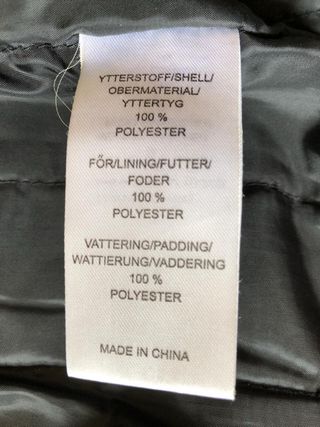 YTTERSTOFF/SHELL/
OBERMATERIAL/
YTTERTYG
100 %
POLYESTER
FÖR/LINING/FUTTER/
FODER
100 %
POLYESTER
VATTERING/PADDING/
WATTIERUNG/VADDERING
100 %
POLYESTER
MADE IN CHINA